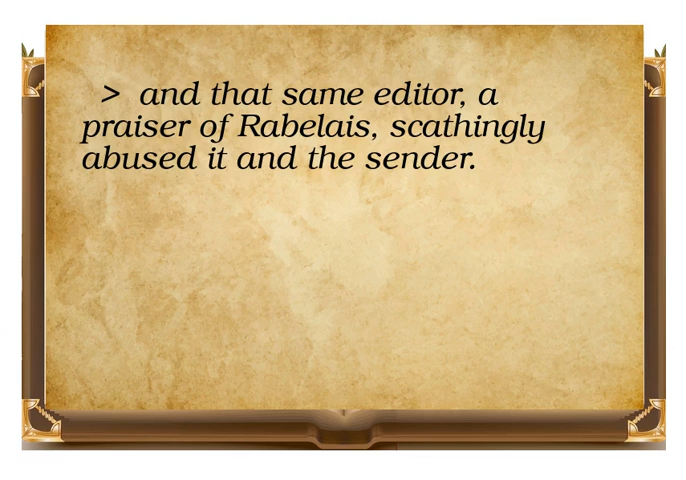 > and that same editor, a
praiser of Rabelais, scathingly
abused it and the sender.